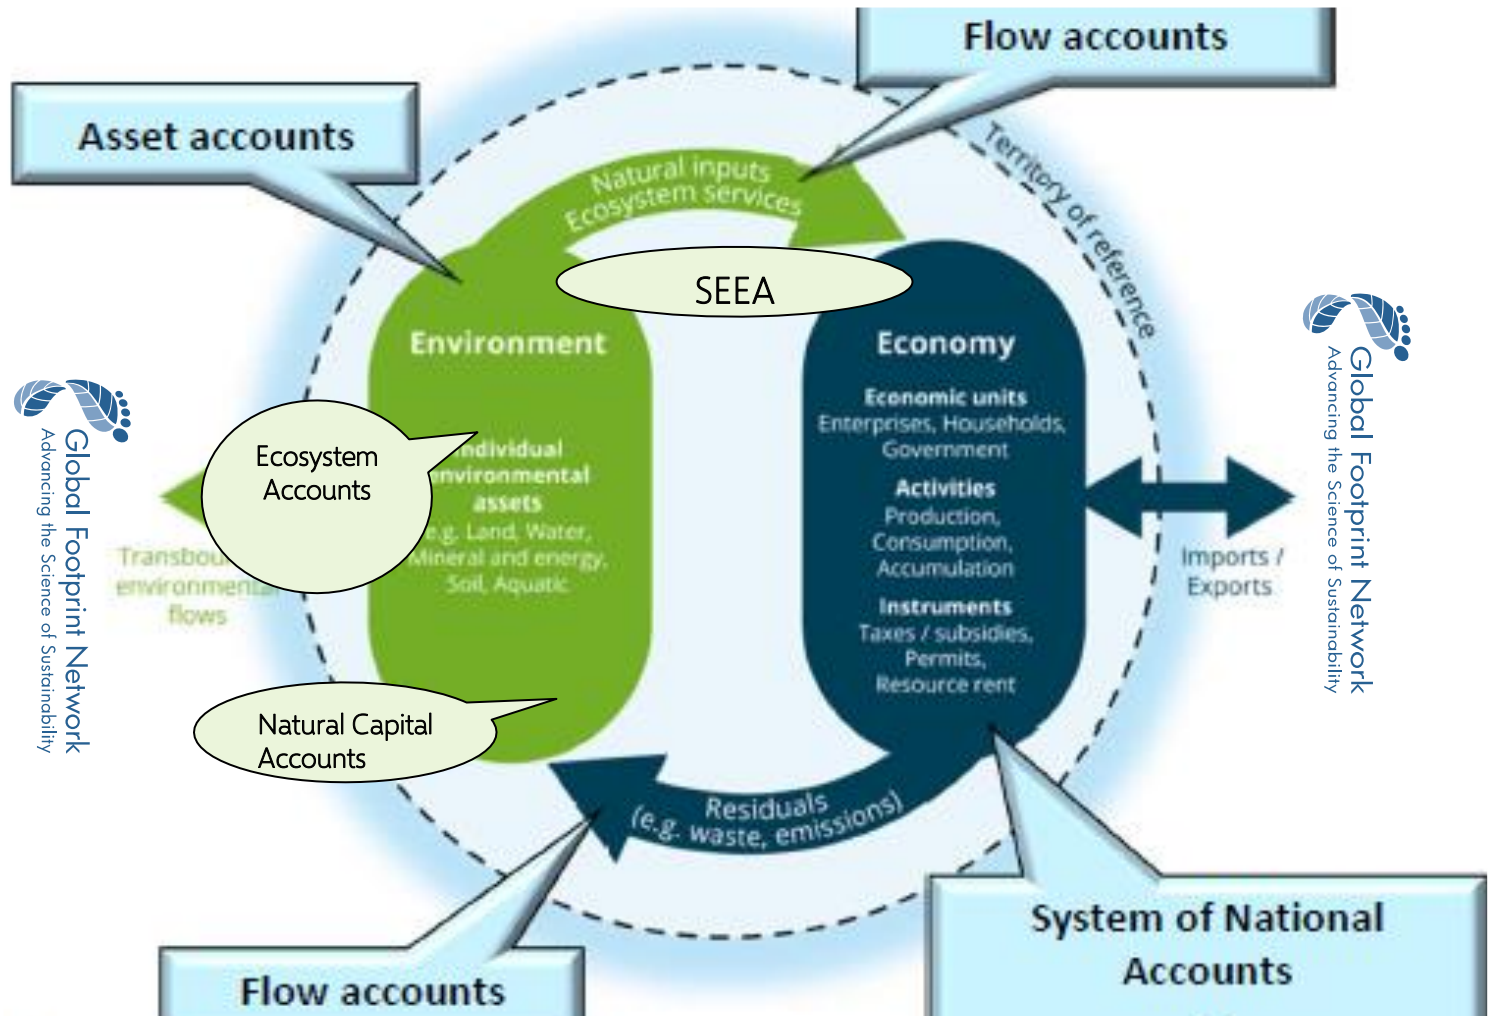 Flow accounts
Asset accounts
Natural inputs
Ecosystem services
Territory of reference
SEEA
Environment
Individual
environmental
assets
e.g. Land, Water,
Mineral and energy,
Soil, Aquatic
Economy
Economic units
Enterprises, Households,
Government
Activities
Production,
Consumption,
Accumulation
Instruments
Taxes / subsidies,
Permits,
Resource rent
Ecosystem
Accounts
Natural Capital
Accounts
environmental
flows
Imports /
Exports
Global Footprint Network
Advancing the Science of Sustainability
Global Footprint Network
Advancing the Science of Sustainability
Residuals
(e.g. waste, emissions)
Flow accounts
System of National
Accounts